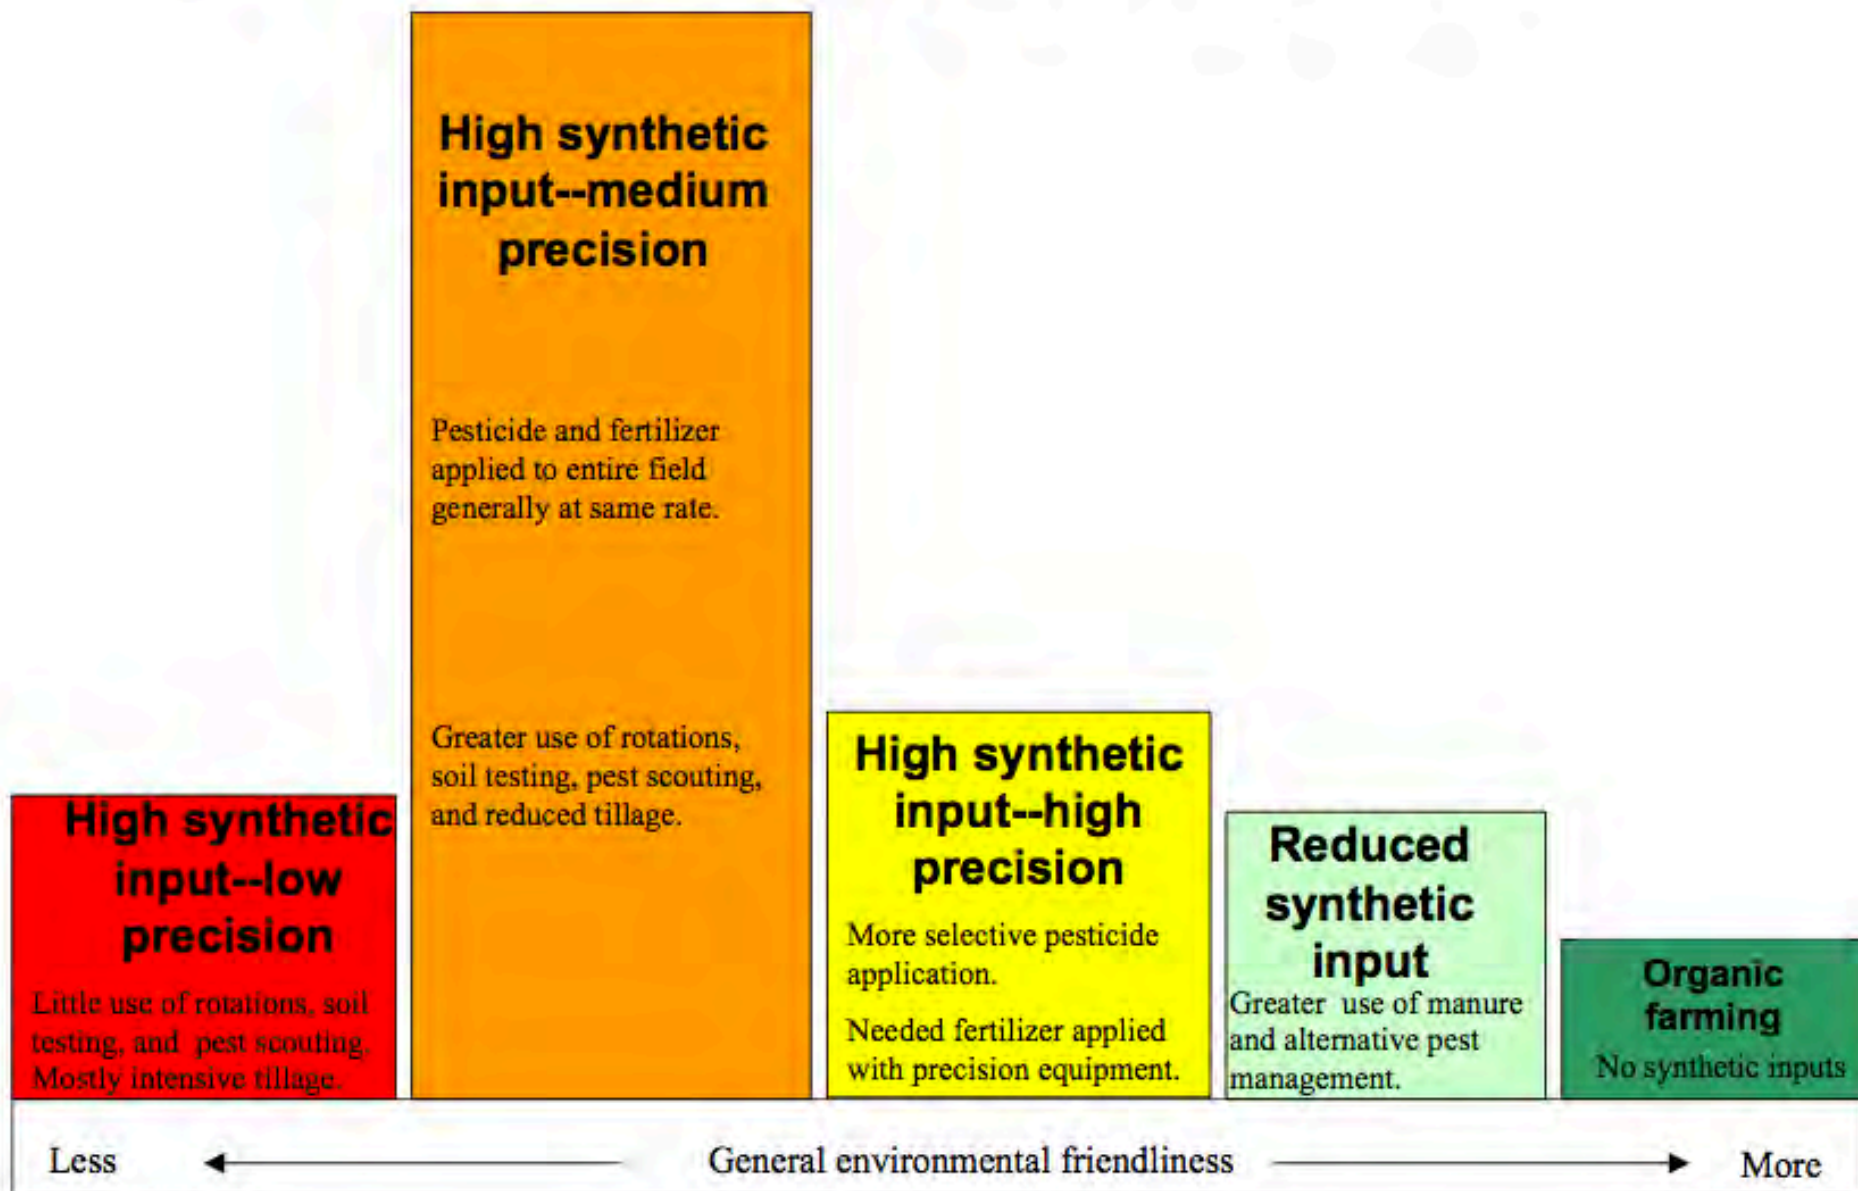 High synthetic
input--medium
precision
Pesticide and fertilizer
applied to entire field
generally at same rate.
Greater use of rotations,
soil testing, pest scouting,
and reduced tillage.
High synthetic
input--low
precision
Little use of rotations, soil
testing, and pest scouting.
Mostly intensive tillage.
High synthetic
input--high
precision
More selective pesticide
application.
Needed fertilizer applied
with precision equipment.
Reduced
synthetic
input
Greater use of manure
and alternative pest
management.
Organic
farming
No synthetic inputs
Less General environmental friendliness More